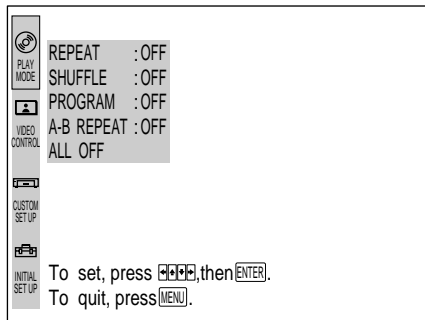 PLAY
MODE
REPEAT :OFF
SHUFFLE :OFF
PROGRAM :OFF
A-B REPEAT :OFF
ALL OFF
VIDEO
CONTROL
CUSTOM
SET UP
INITIAL
SET UP
To set, press ,then ENTER.
To quit, press MENU.